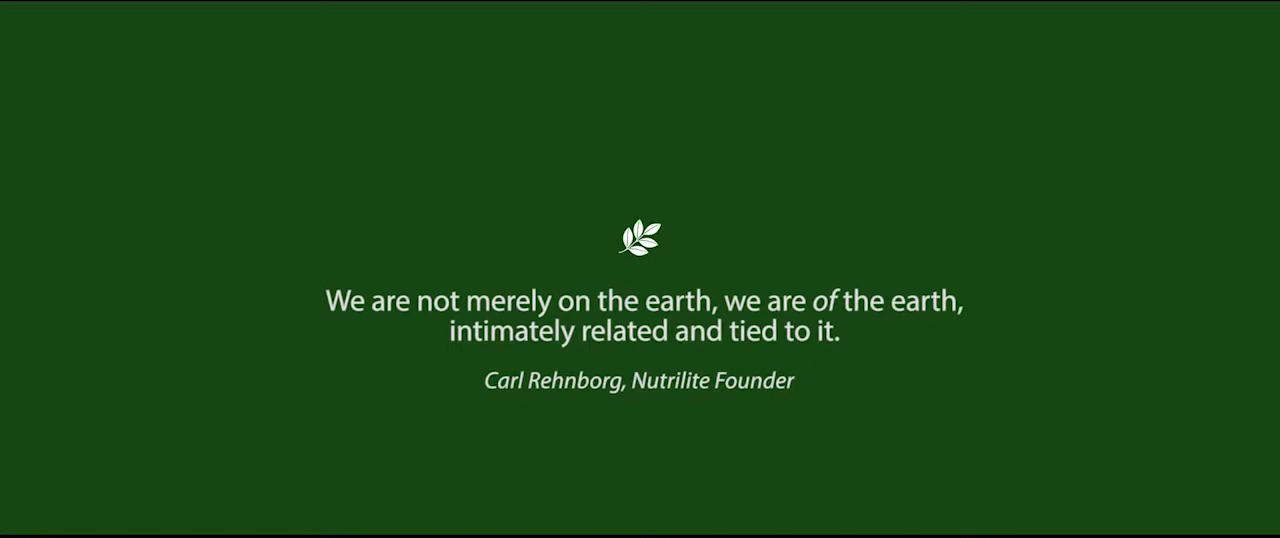 We are not merely on the earth, we are of the earth,
intimately related and tied to it.
Carl Rehnborg, Nutrilite Founder